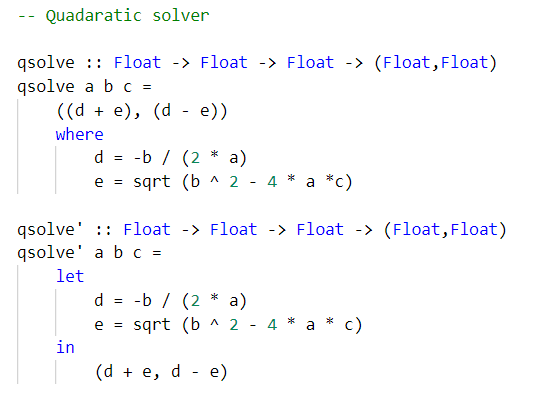 -- Quadaratic solver
qsolve :: Float -> Float -> Float -> (Float,Float)
qsolve a b c =
((d + e), (d - e))
where
d = -b / (2 * a)
e = sqrt (b ^ 2 - 4 * a *c)
qsolve' :: Float -> Float -> Float -> (Float,Float)
qsolve' a b c =
let
d = -b / (2 * a)
e = sqrt (b ^ 2 - 4 * a * c)
in
(d + e, d - e)